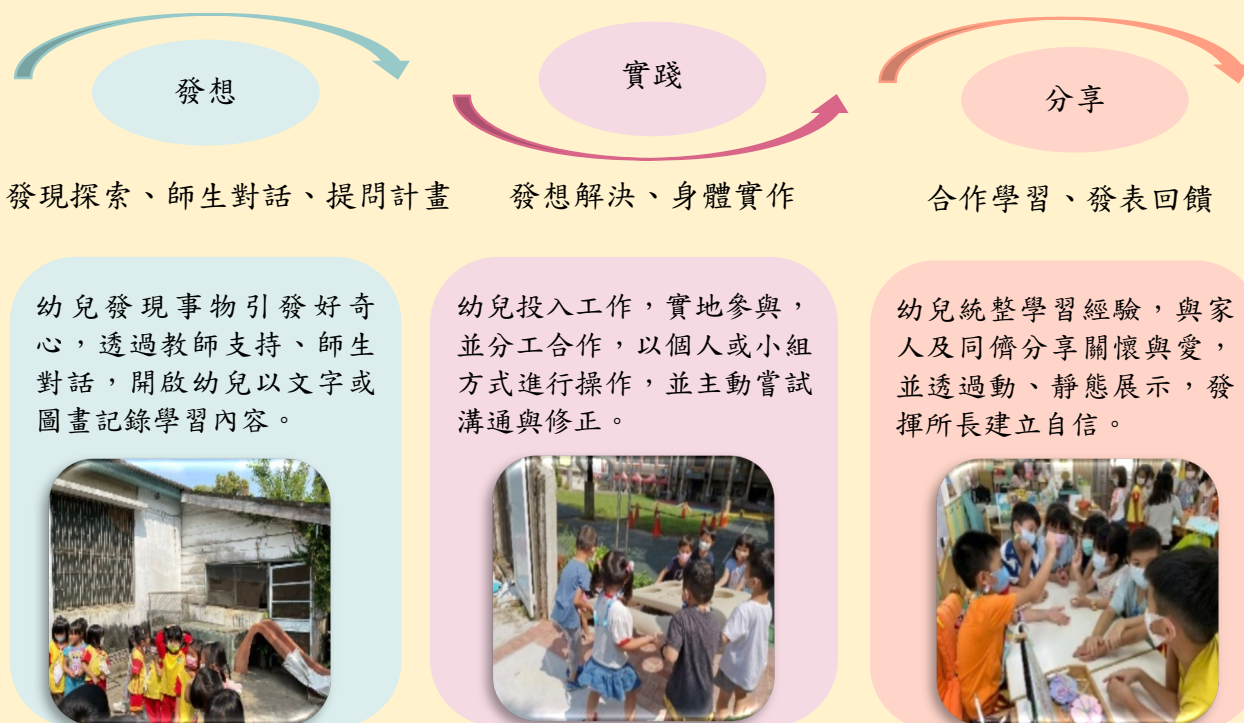 發想
實踐
分享
發現探索、師生對話、提問計畫
發想解決、身體實作
合作學習、發表回饋
幼兒發現事物引發好奇
心，透過教師支持、師生
對話，開啟幼兒以文字或
圖畫記錄學習內容。
幼兒投入工作，實地參與，
並分工合作，以個人或小組
方式進行操作，並主動嘗試
溝通與修正。
幼兒統整學習經驗，與家
人及同儕分享關懷與愛，
並透過動、靜態展示，發
揮所長建立自信。